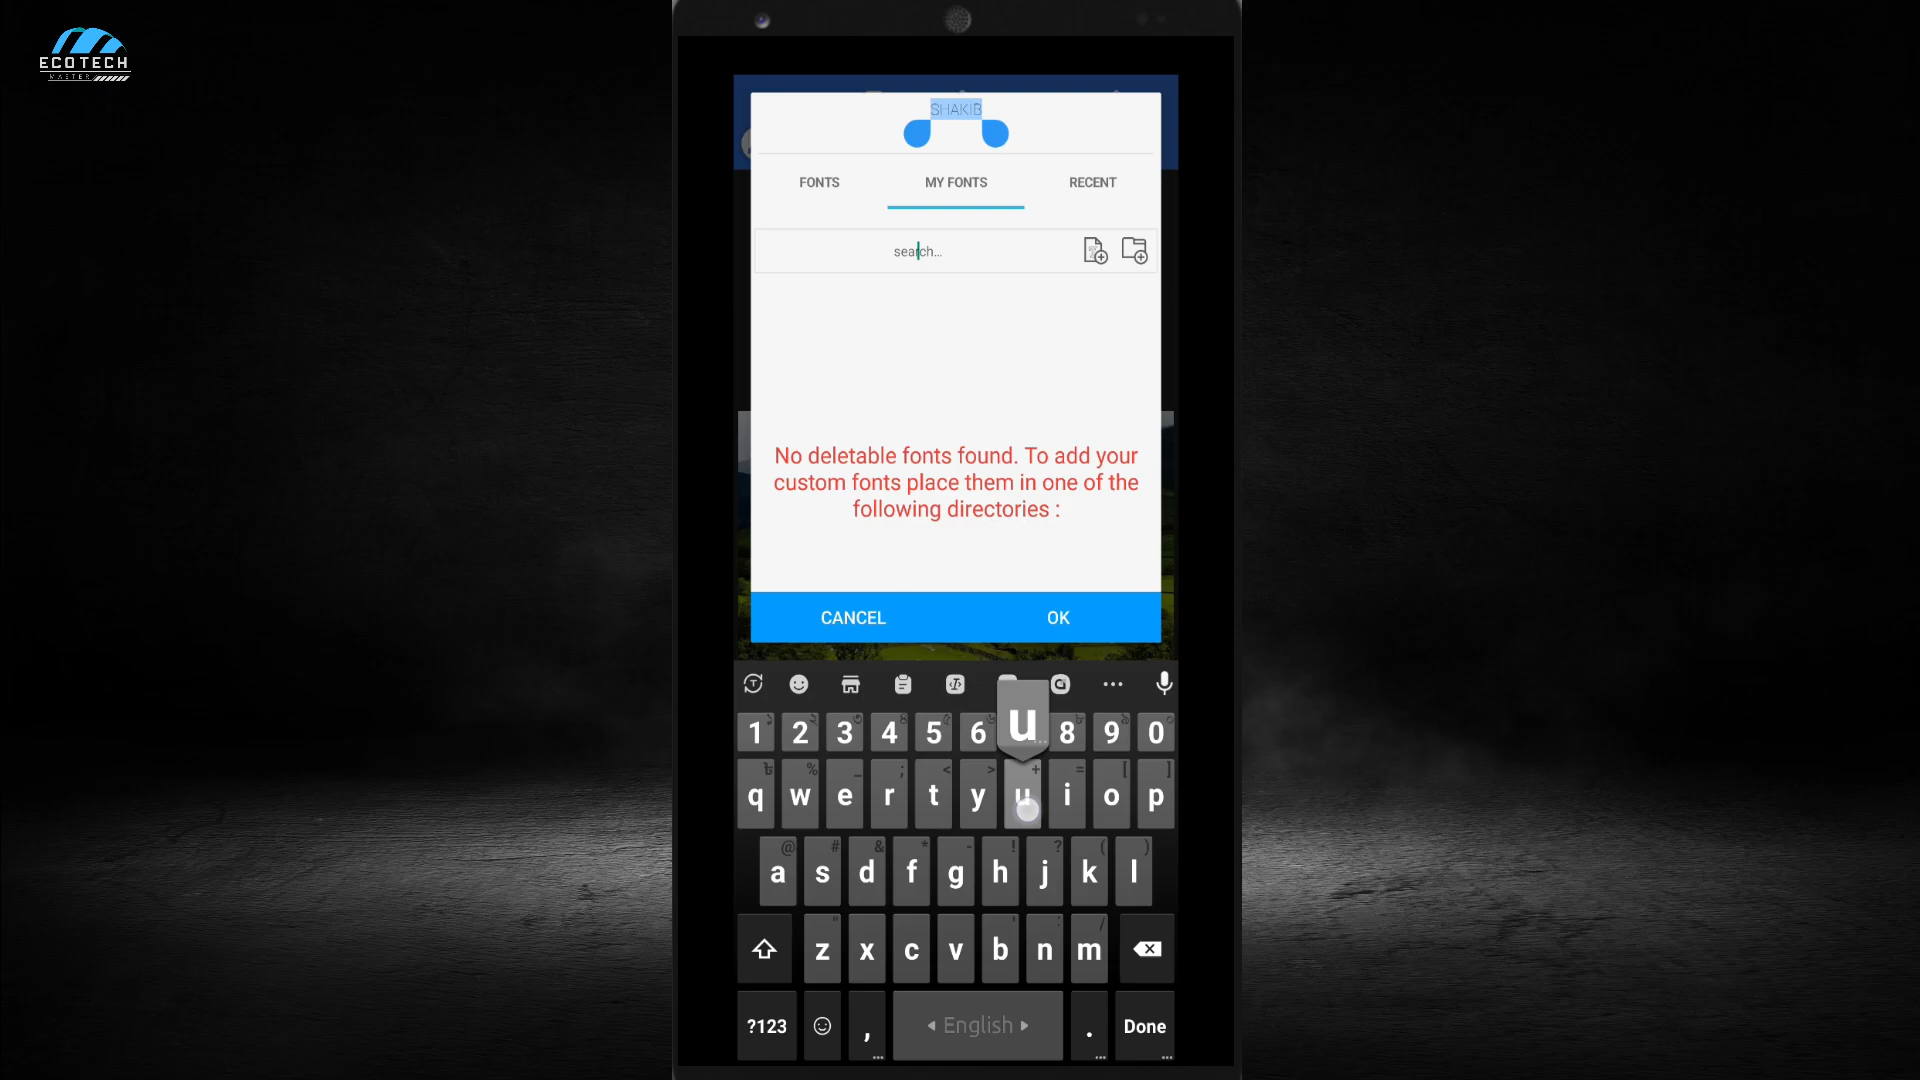 ECOTECH
MASTER
SHAKIB
FONTS MY FONTS RECENT
search...
No deletable fonts found. To add your
custom fonts place them in one of the
following directories :
CANCEL OK
u
1 2 3 4 5 6 8 9 0
q w e r t y u i o p
a s d f g h j k l
z x c v b n m
?123 , English . Done